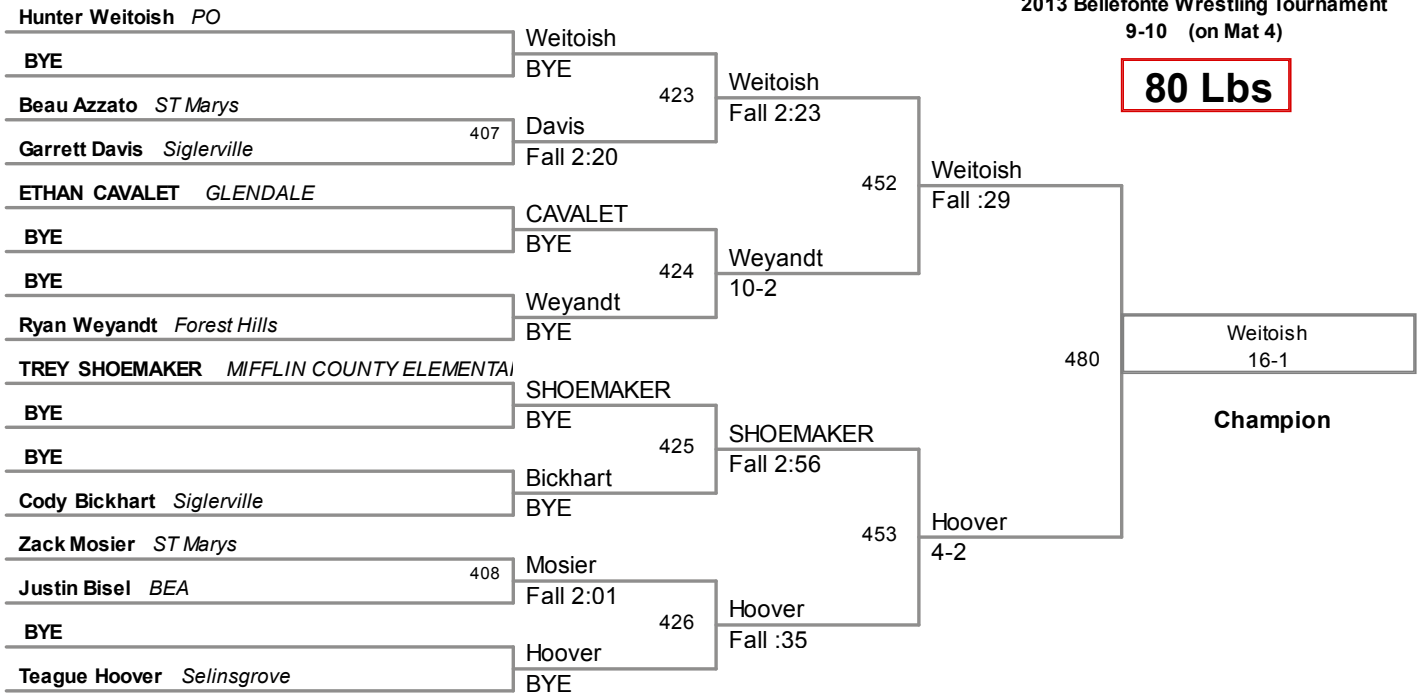 2013 Bellefonte Wrestling Tournament
9-10 (on Mat 4)
80 Lbs
Hunter Weitoish PO
BYE
Beau Azzato ST Marys
407
Garrett Davis Siglerville
ETHAN CAVALET GLENDALE
BYE
BYE
Ryan Weyandt Forest Hills
TREY SHOEMAKER MIFFLIN COUNTY ELEMENTAI
BYE
BYE
Cody Bickhart Siglerville
Zack Mosier ST Marys
408
Justin Bisel BEA
BYE
Teague Hoover Selinsgrove
Weitoish
BYE
423
Davis
Fall 2:20
CAVALET
BYE
424
Weyandt
BYE
SHOEMAKER
BYE
425
Bickhart
BYE
Mosier
Fall 2:01
426
Hoover
BYE
Weitoish
Fall 2:23
452
Weyandt
10-2
SHOEMAKER
Fall 2:56
453
Hoover
Fall :35
Weitoish
Fall :29
480
Hoover
4-2
Weitoish
16-1
Champion